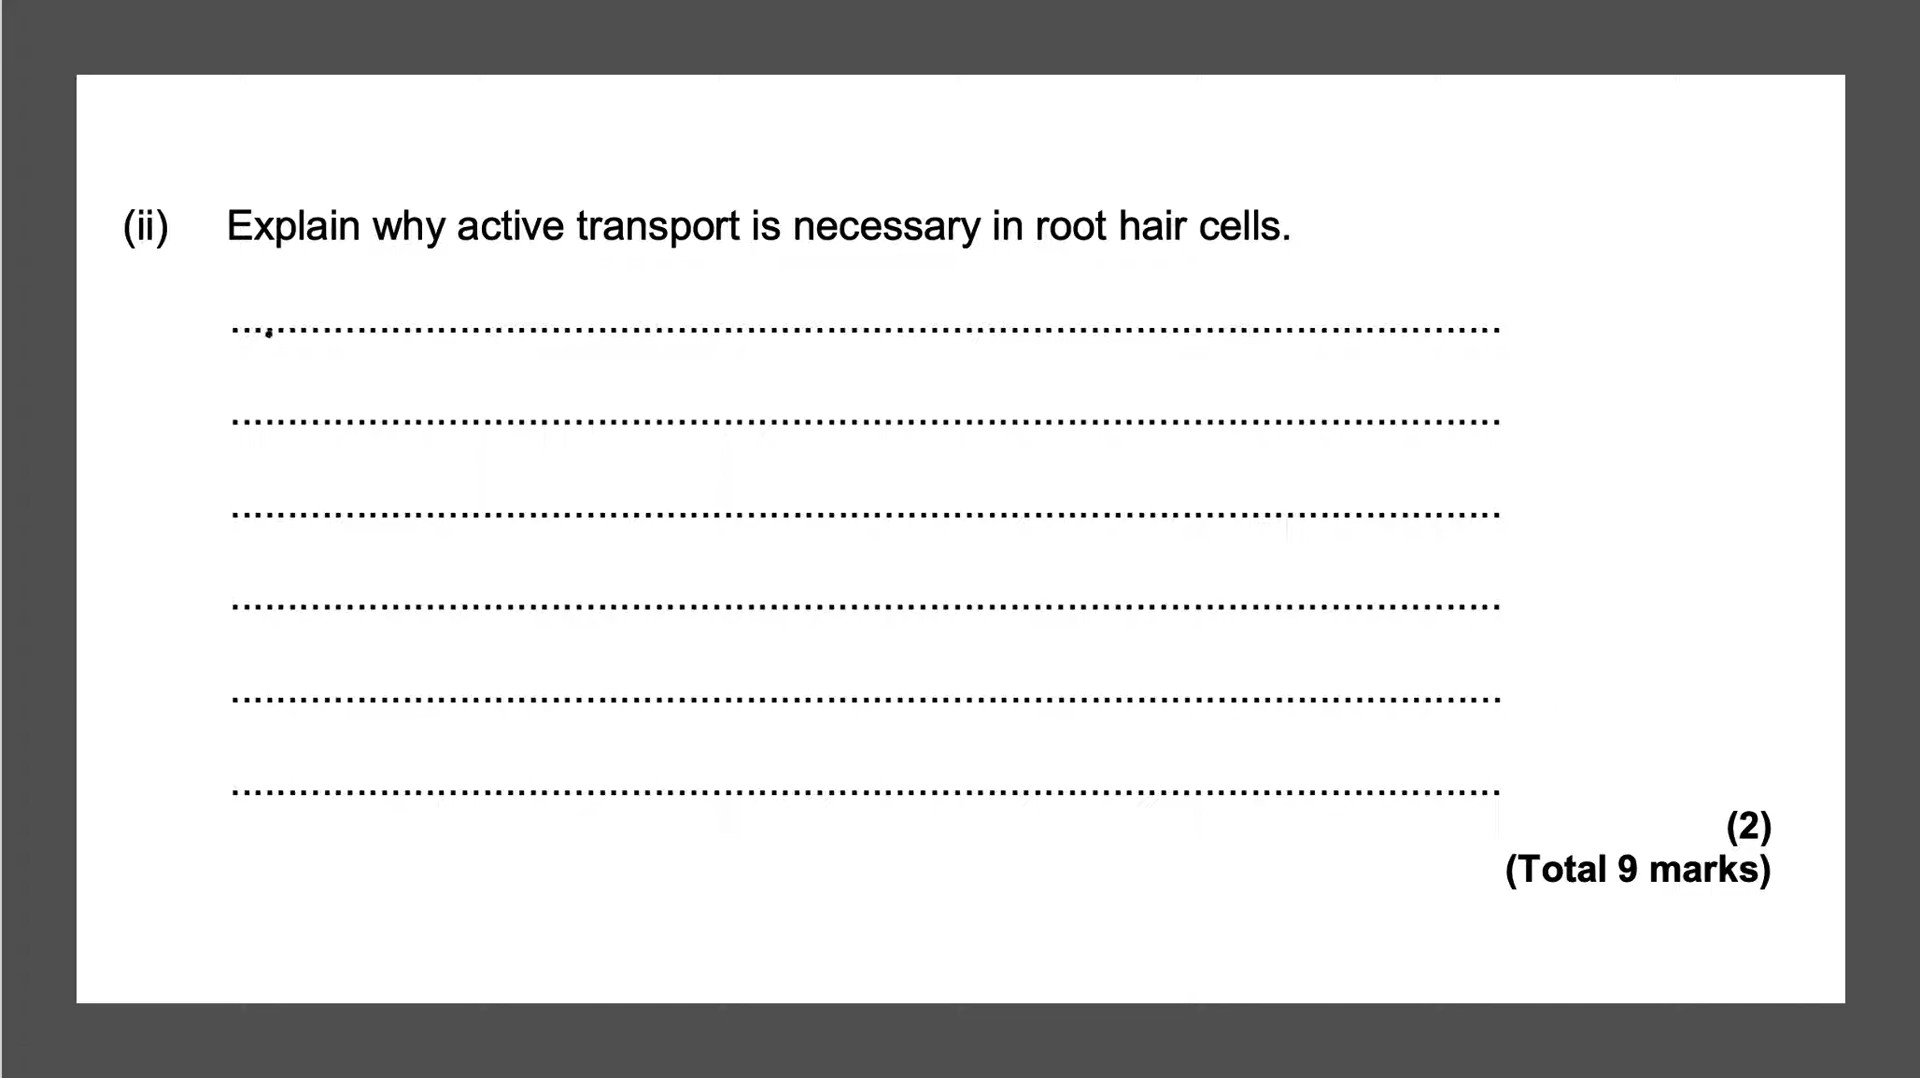 (ii) Explain why active transport is necessary in root hair cells.
(2)
(Total 9 marks)